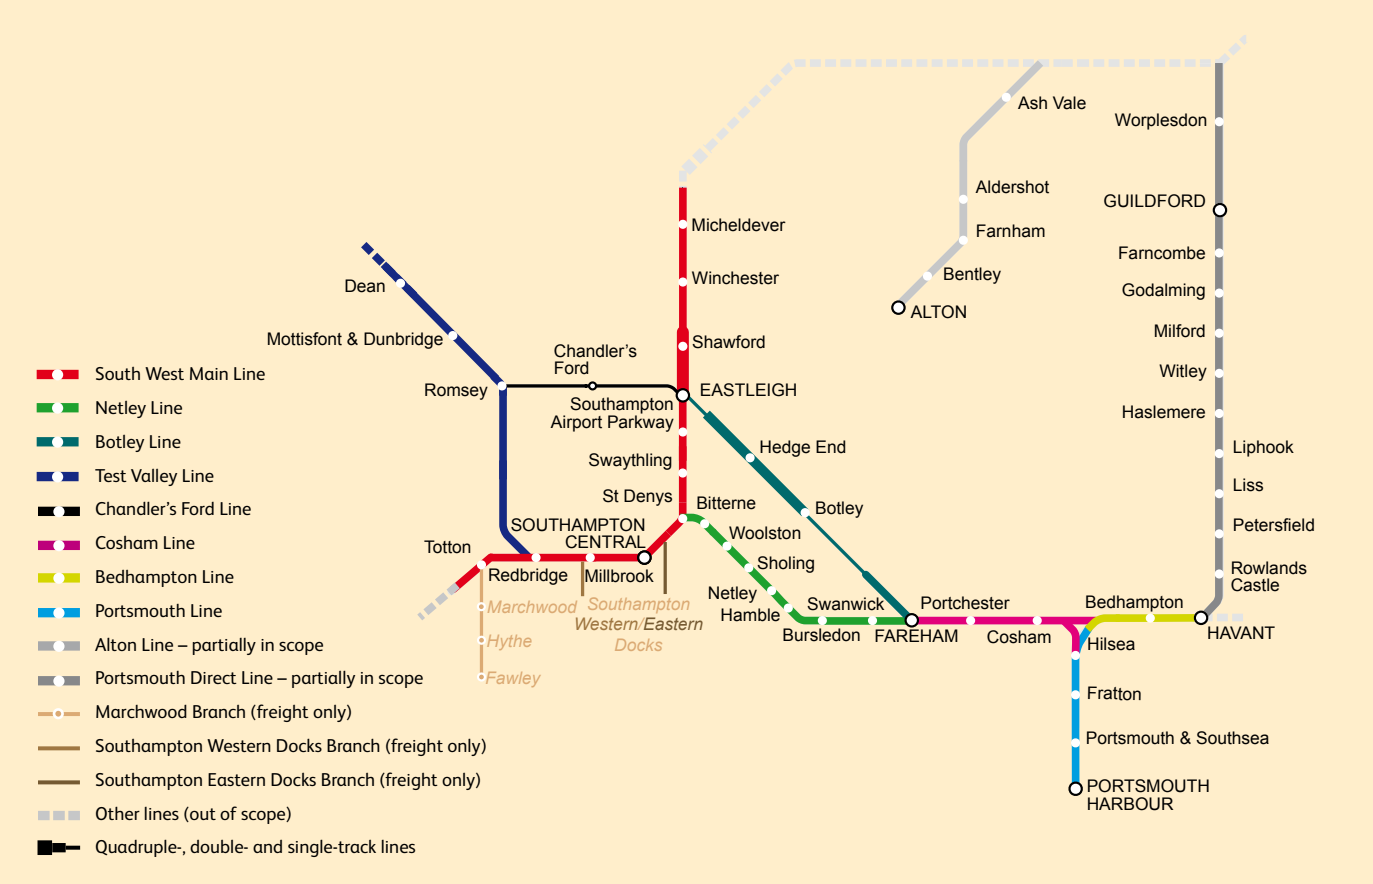 Ash Vale
Worplesdon
Aldershot
GUILDFORD
Micheldever
Farnham
Farncombe
Winchester
Bentley
Dean
Godalming
ALTON
Mottisfont & Dunbridge
Shawford
Milford
Chandler's
Ford
Witley
South West Main Line
Romsey
EASTLEIGH
Netley Line
Southampton
Airport Parkway
Haslemere
Botley Line
Hedge End
Liphook
Swaythling
Test Valley Line
Liss
St Denys
Bitterne
Chandler's Ford Line
Botley
SOUTHAMPTON
CENTRAL
Woolston
Petersfield
Cosham Line
Totton
Sholing
Rowlands
Castle
Bedhampton Line
Redbridge
Millbrook
Netley
Portsmouth Line
Marchwood
Southampton
Western/Eastern
Docks
Hamble
Swanwick
Portchester
Bedhampton
Bursledon
FAREHAM
Cosham
HAVANT
Alton Line – partially in scope
Hythe
Hilsea
Portsmouth Direct Line – partially in scope
Fawley
Fratton
Marchwood Branch (freight only)
Portsmouth & Southsea
Southampton Western Docks Branch (freight only)
Southampton Eastern Docks Branch (freight only)
PORTSMOUTH
HARBOUR
Other lines (out of scope)
Quadruple-, double- and single-track lines